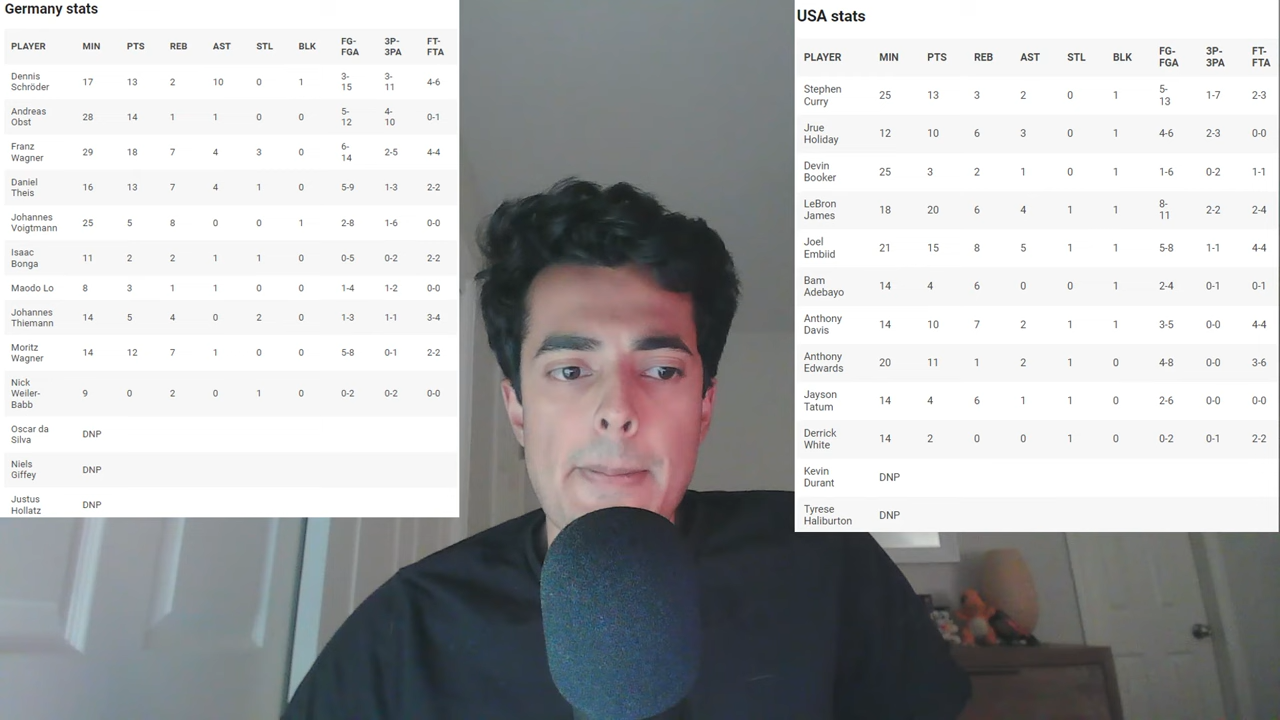 Germany stats
PLAYER MIN PTS REB AST STL BLK FG-FGA 3P-3PA FT-FTA
Dennis Schröder 17 13 2 10 0 1 3-15 3-11 4-6
Andreas Obst 28 14 1 1 0 0 5-12 4-10 0-1
Franz Wagner 29 18 7 4 3 0 6-14 2-5 4-4
Daniel Theis 16 13 7 4 1 0 5-9 1-3 2-2
Johannes Voigtmann 25 5 8 0 0 1 2-8 1-6 0-0
Isaac Bonga 11 2 2 1 1 0 0-5 0-2 2-2
Maodo Lo 8 3 1 1 0 0 1-4 1-2 0-0
Johannes Thiemann 14 5 4 0 2 0 1-3 1-1 3-4
Moritz Wagner 14 12 7 1 0 0 5-8 0-1 2-2
Nick Weiler-Babb 9 0 2 0 1 0 0-2 0-2 0-0
Oscar da Silva DNP
Niels Giffey DNP
Justus Hollatz DNP
USA stats
PLAYER MIN PTS REB AST STL BLK FG-FGA 3P-3PA FT-FTA
Stephen Curry 25 13 3 2 0 1 5-13 1-7 2-3
Jrue Holiday 12 10 6 3 0 1 4-6 2-3 0-0
Devin Booker 25 3 2 1 0 1 1-6 0-2 1-1
LeBron James 18 20 6 4 1 1 8-11 2-2 2-4
Joel Embiid 21 15 8 5 1 1 5-8 1-1 4-4
Bam Adebayo 14 4 6 0 0 1 2-4 0-1 0-1
Anthony Davis 14 10 7 2 1 1 3-5 0-0 4-4
Anthony Edwards 20 11 1 2 1 0 4-8 0-0 3-6
Jayson Tatum 14 4 6 1 1 0 2-6 0-0 0-0
Derrick White 14 2 0 0 1 0 0-2 0-1 2-2
Kevin Durant DNP
Tyrese Haliburton DNP